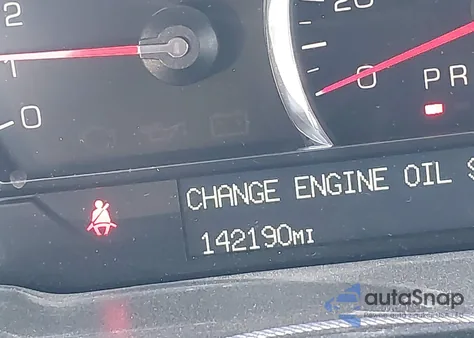 2
1
0
20
0
P R
CHANGE ENGINE OIL S
142190MI
autoSnap